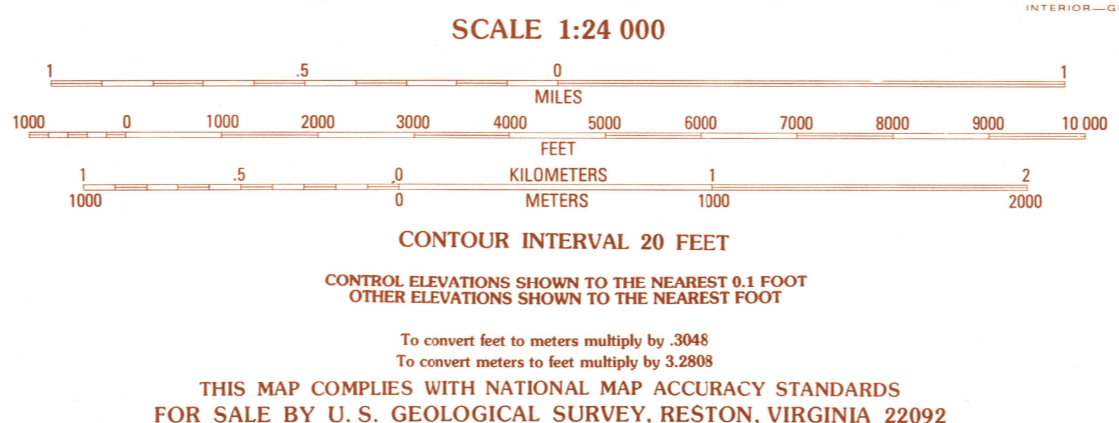 INTERIOR—G
SCALE 1:24 000
1 .5 0 1
MILES
1000 0 1000 2000 3000 4000 5000 6000 7000 8000 9000 10 000
FEET
1 .5 0 KILOMETERS 1 2
1000 0 METERS 1000 2000
CONTOUR INTERVAL 20 FEET
CONTROL ELEVATIONS SHOWN TO THE NEAREST 0.1 FOOT
OTHER ELEVATIONS SHOWN TO THE NEAREST FOOT
To convert feet to meters multiply by .3048
To convert meters to feet multiply by 3.2808
THIS MAP COMPLIES WITH NATIONAL MAP ACCURACY STANDARDS
FOR SALE BY U. S. GEOLOGICAL SURVEY, RESTON, VIRGINIA 22092